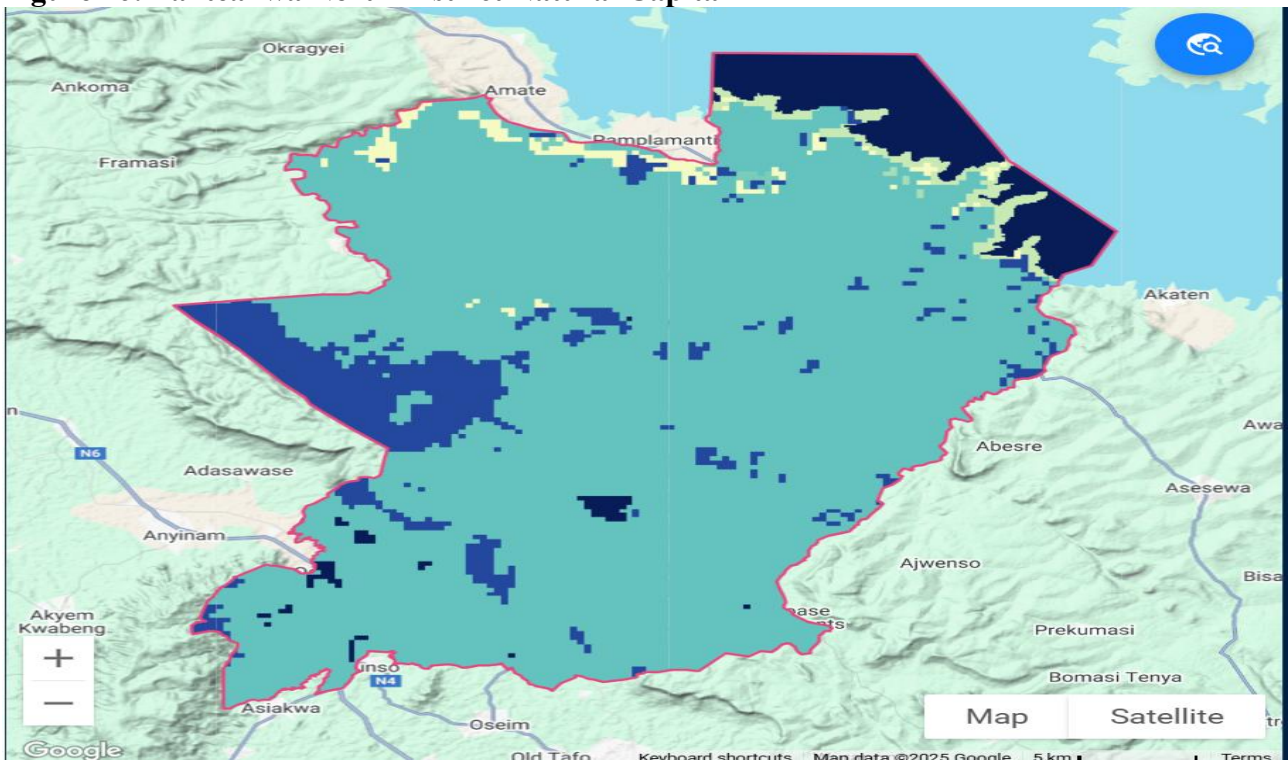 Okragyei
Ankoma
Amate
Pamplamanti
Framasi
Akaten
n
Awa
Abesre
N6
Adasawase
Asesewa
Anyinam
Ajwenso
Bisa
Akyem
Kwabeng
Prekumasi
+
N4
Bomasi Tenya
−
Asiakwa
Map
Satellite
Oseim
Google
Old Tafo
Keyboard shortcuts
Map data ©2025 Google
5 km
Terms